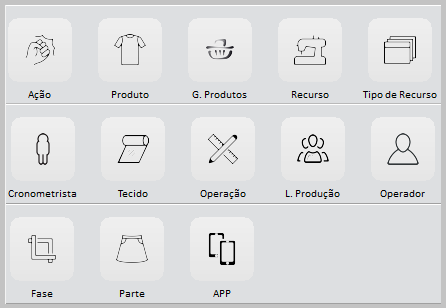 Ação Produto G. Produtos Recurso Tipo de Recurso
Cronometrista Tecido Operação L. Produção Operador
Fase Parte APP